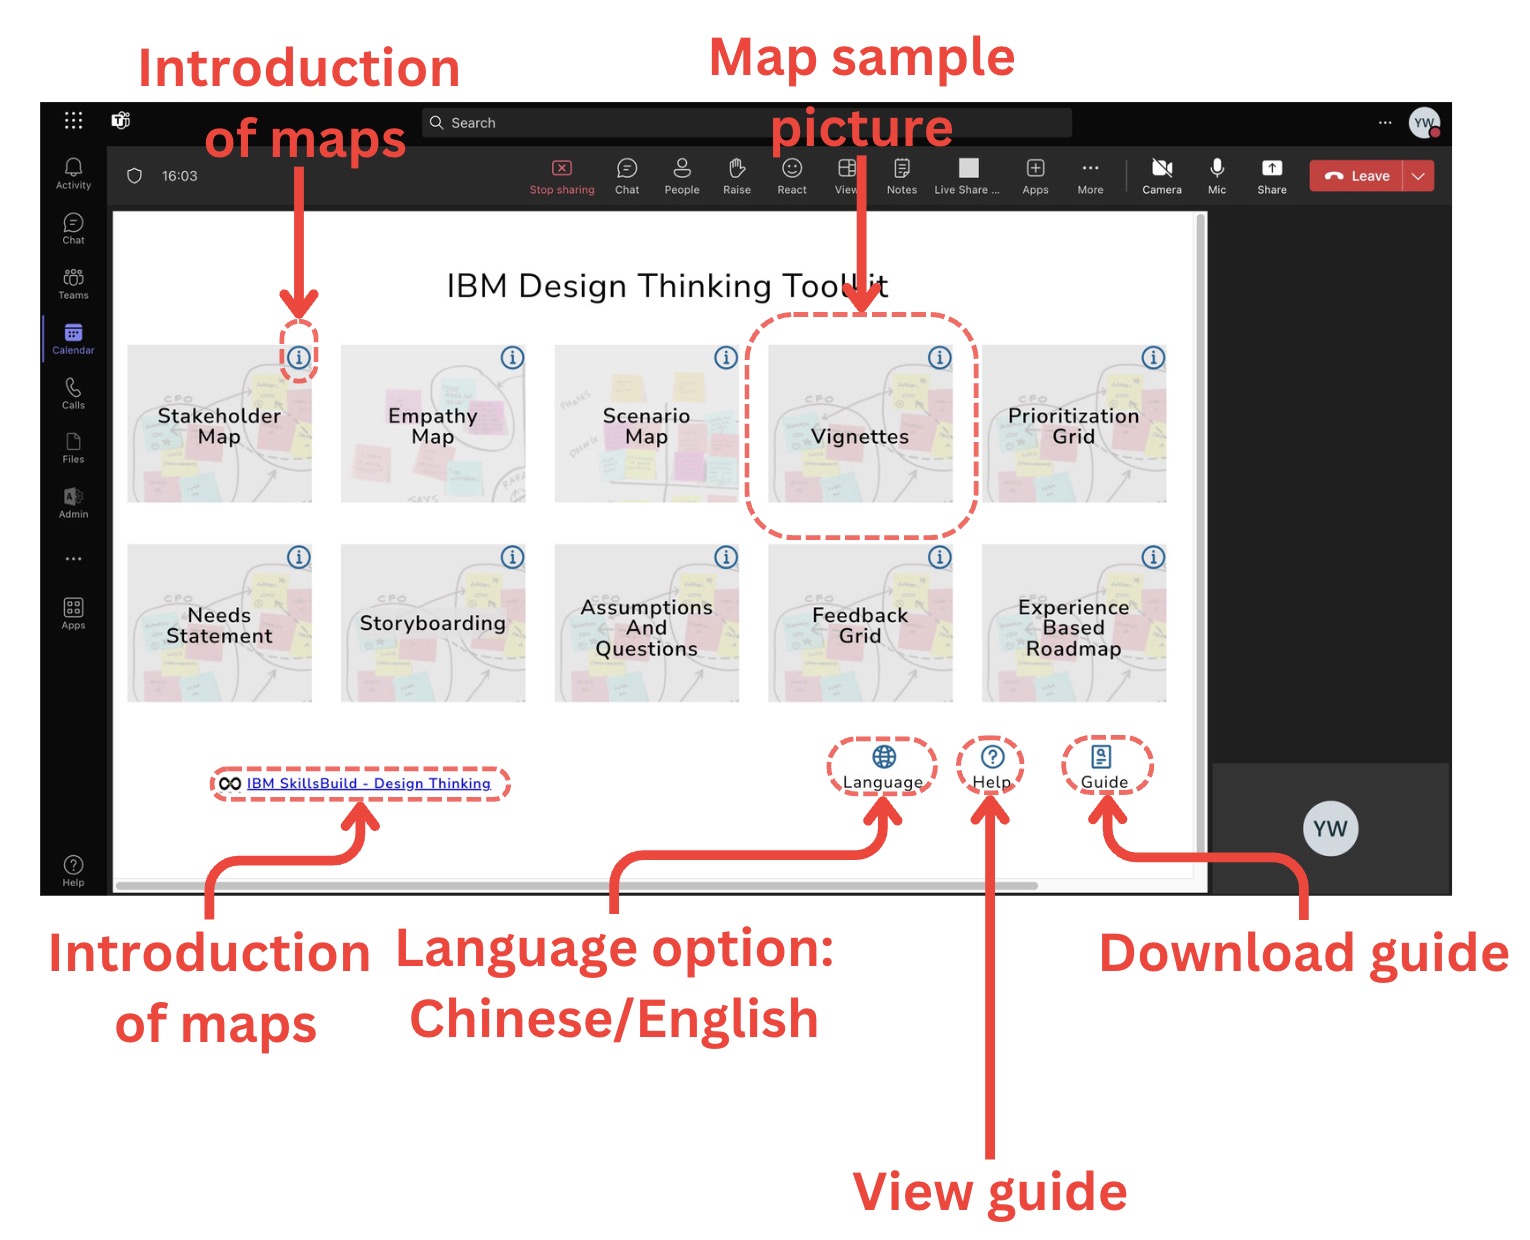 Introduction
of maps
Map sample
picture
Search
YW
16:03
Stop sharing
Chat
People
Raise
React
View
Notes
Live Share ...
Apps
More
Camera
Mic
Share
Leave
Activity
Chat
Teams
Calendar
Calls
Files
Admin
Apps
Help
IBM Design Thinking Toolkit
Stakeholder
Map
Empathy
Map
Scenario
Map
Vignettes
Prioritization
Grid
Needs
Statement
Storyboarding
Assumptions
And
Questions
Feedback
Grid
Experience
Based
Roadmap
IBM SkillsBuild - Design Thinking
Language
Help
Guide
YW
Introduction
of maps
Language option:
Chinese/English
Download guide
View guide